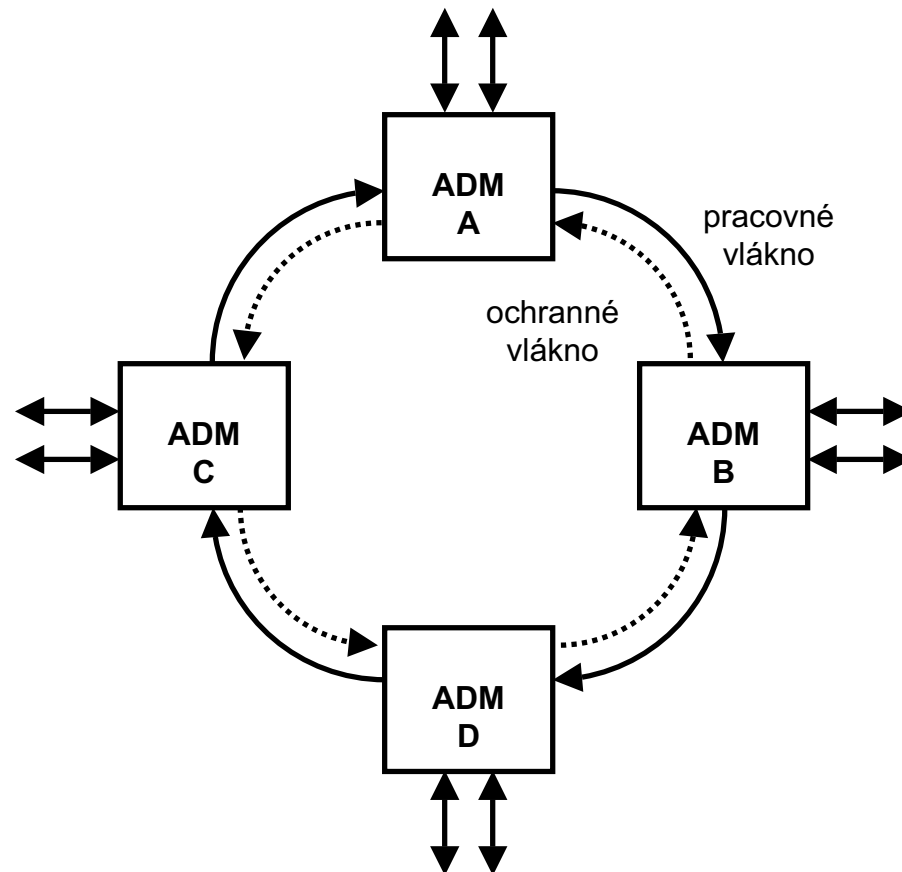 ADM
A
pracovné
vlákno
ochranné
vlákno
ADM
C
ADM
B
ADM
D